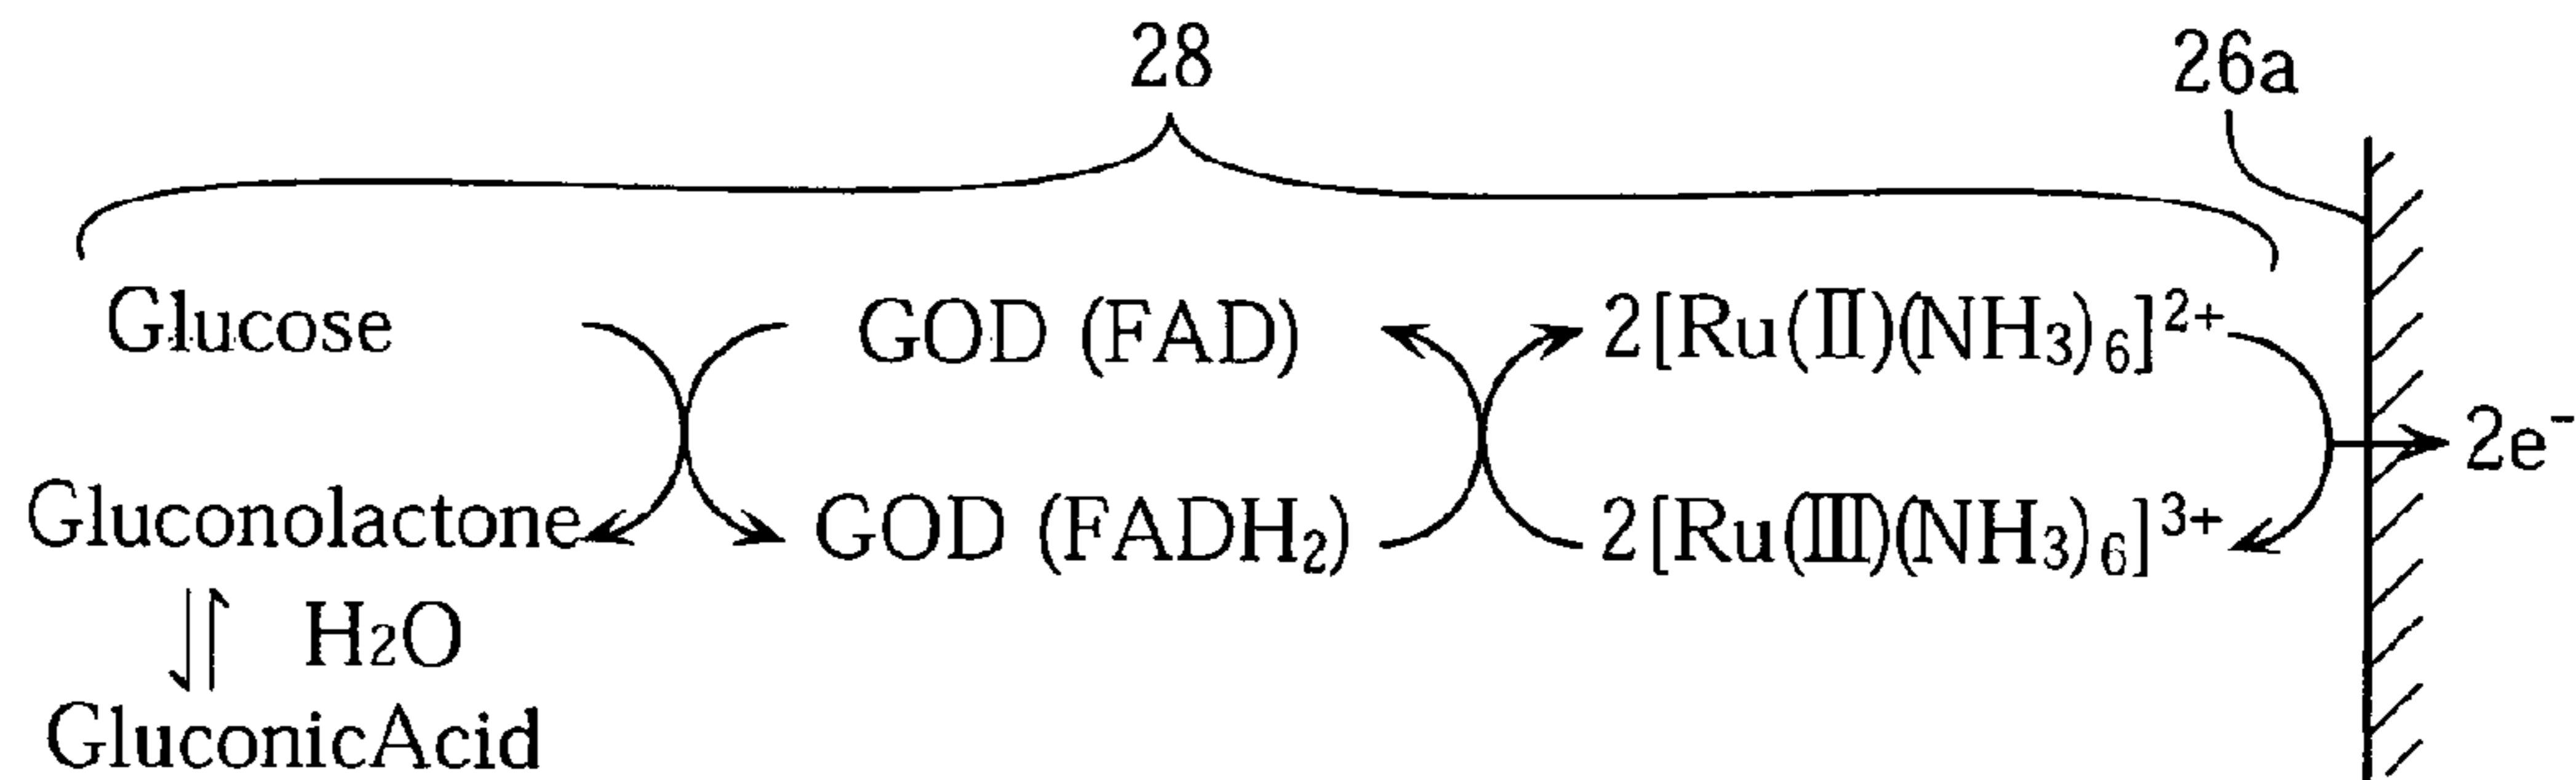 28
26a
Glucose GOD (FAD) 2[Ru(II)(NH₃)₆]²⁺
2e⁻
Gluconolactone GOD (FADH₂) 2[Ru(III)(NH₃)₆]³⁺
H₂O
GluconicAcid